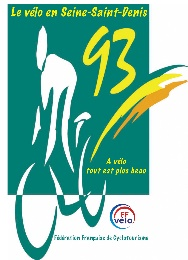 Le vélo en Seine-Saint-Denis
93
A vélo
tout est plus beau
FF
vélo
Fédération Française de Cyclotourisme